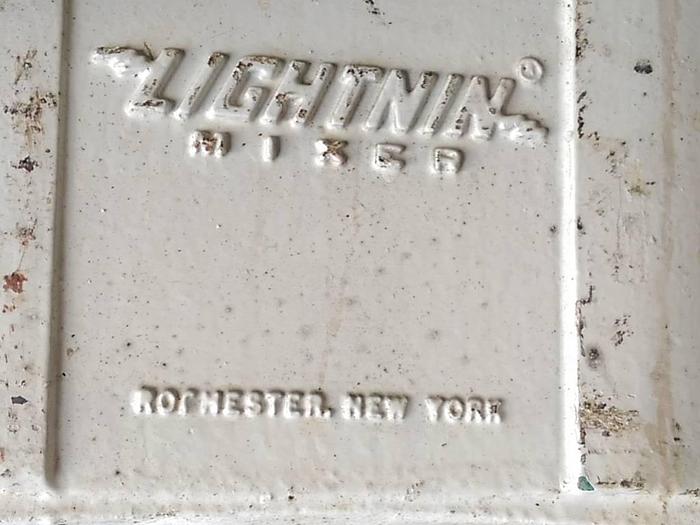 LIGHTNIN®
MIXER
ROCHESTER, NEW YORK